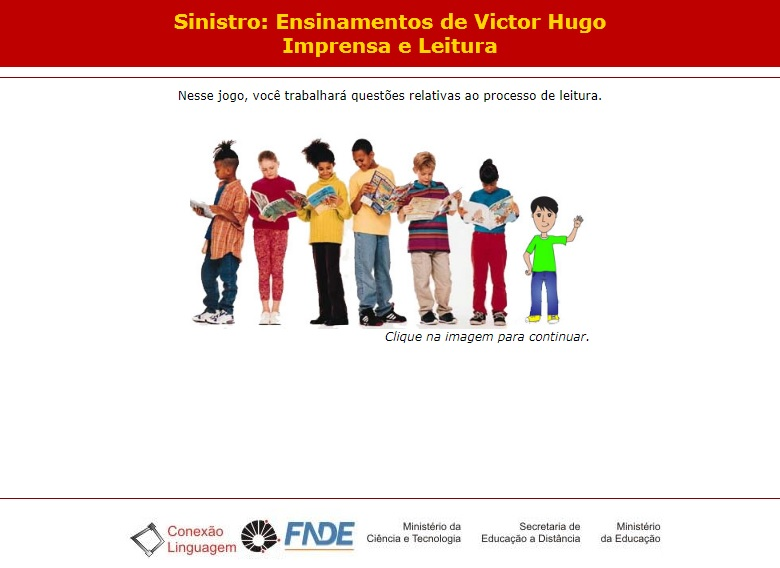 Sinistro: Ensinamentos de Victor Hugo
Imprensa e Leitura
Nesse jogo, você trabalhará questões relativas ao processo de leitura.
Clique na imagem para continuar.
Conexão
Linguagem
FNDE
Ministério da
Ciência e Tecnologia
Secretaria de
Educação a Distância
Ministério
da Educação